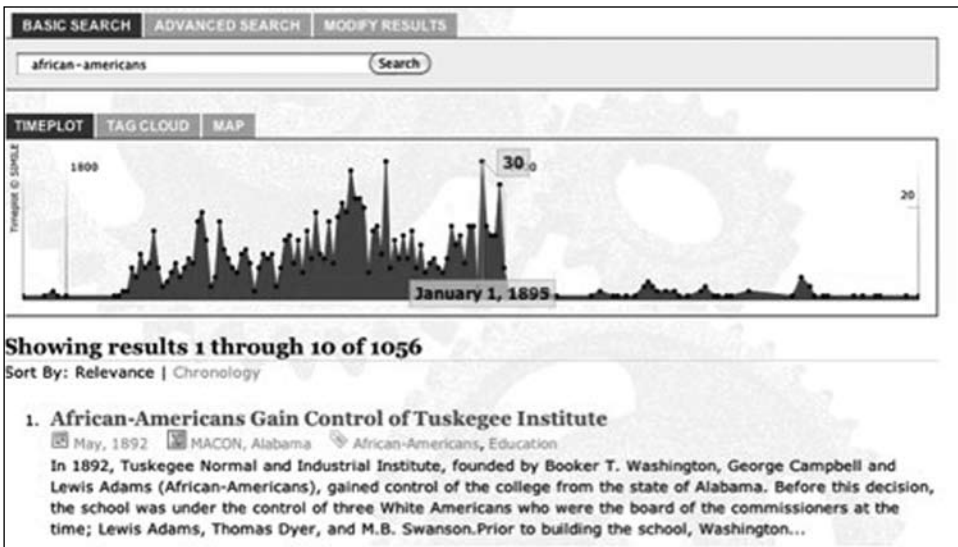 BASIC SEARCH ADVANCED SEARCH MODIFY RESULTS
african-americans Search
TIMEPLOT TAG CLOUD MAP
Timeplot © SIMILE
1800
30
20
January 1, 1895
Showing results 1 through 10 of 1056
Sort By: Relevance | Chronology
1. African-Americans Gain Control of Tuskegee Institute
May, 1892 MACON, Alabama African-Americans, Education
In 1892, Tuskegee Normal and Industrial Institute, founded by Booker T. Washington, George Campbell and
Lewis Adams (African-Americans), gained control of the college from the state of Alabama. Before this decision,
the school was under the control of three White Americans who were the board of the commissioners at the
time; Lewis Adams, Thomas Dyer, and M.B. Swanson.Prior to building the school, Washington...